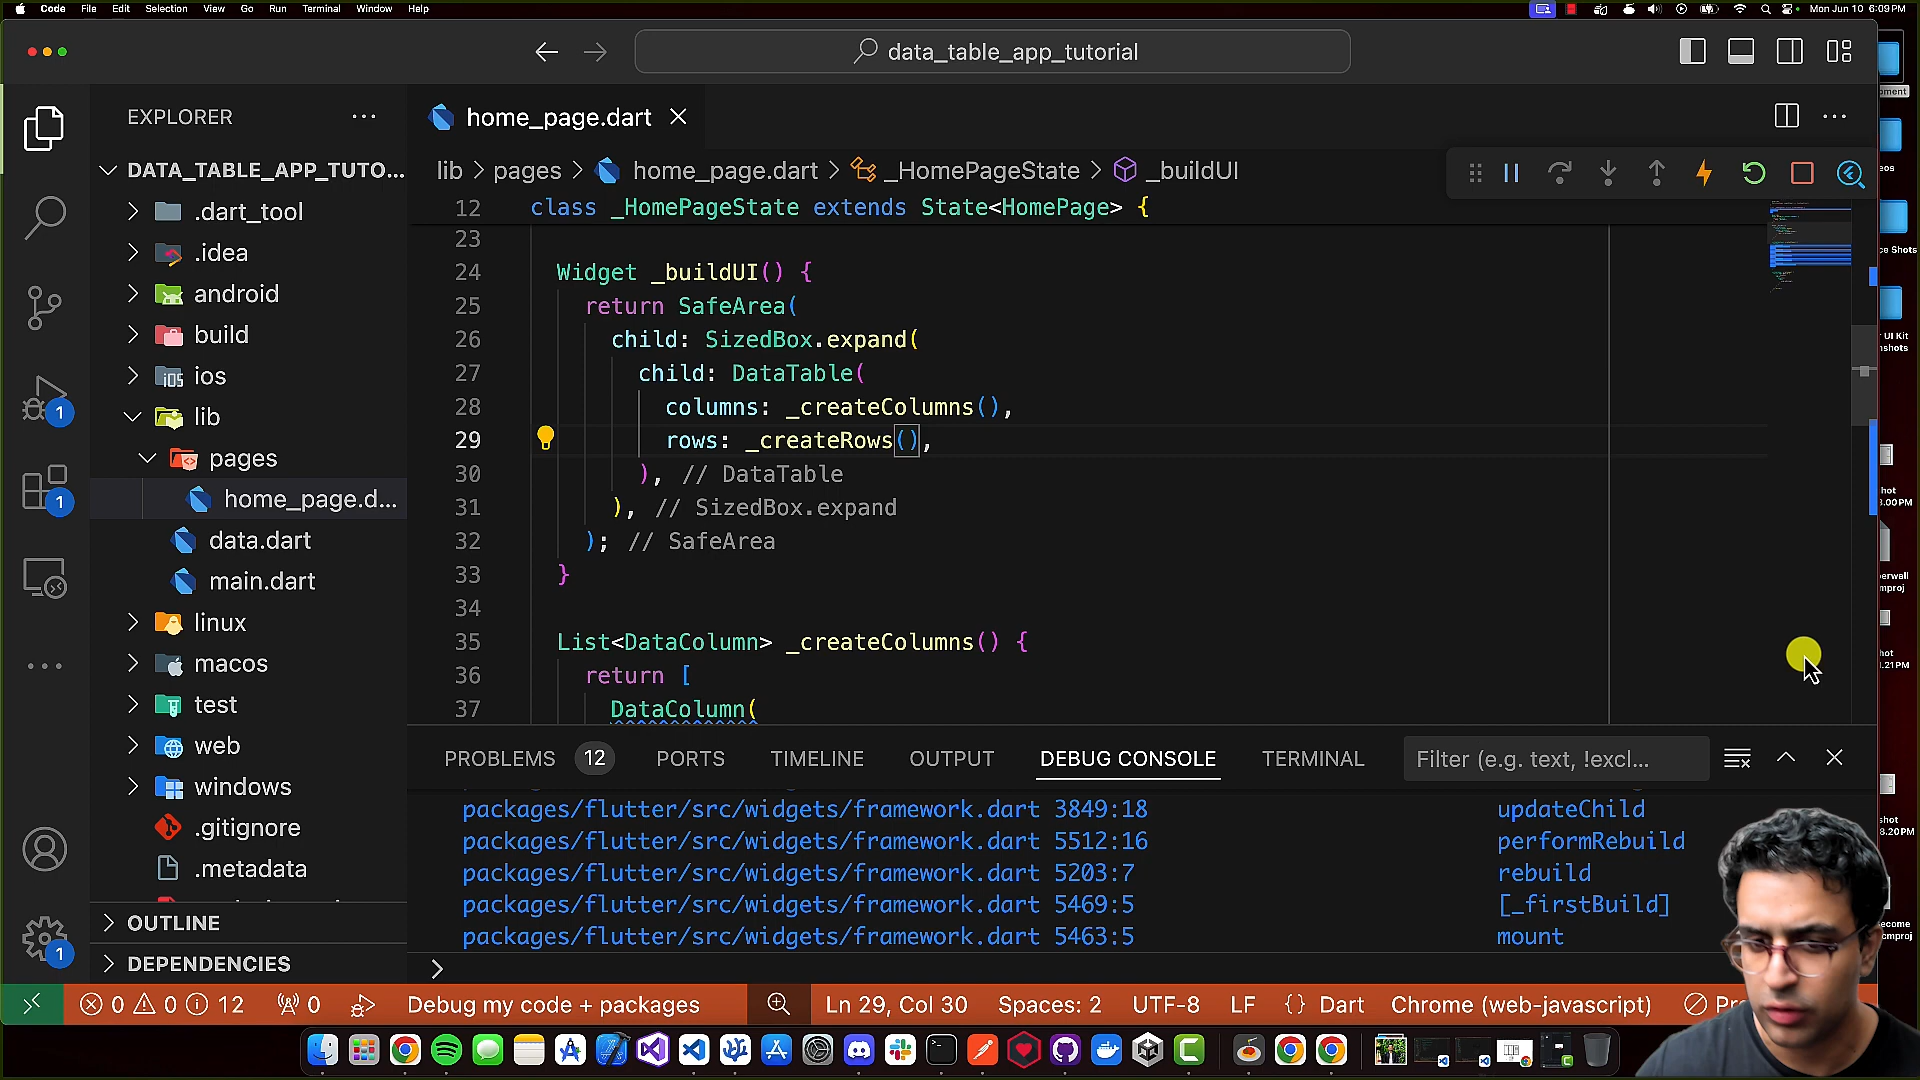 Code File Edit Selection View Go Run Terminal Window Help
Mon Jun 10 6:09 PM
data_table_app_tutorial
EXPLORER
home_page.dart
DATA_TABLE_APP_TUTO...
lib > pages > home_page.dart > _HomePageState > _buildUI
.dart_tool
.idea
android
build
ios
lib
pages
home_page.d...
data.dart
main.dart
linux
macos
test
web
windows
.gitignore
.metadata
OUTLINE
DEPENDENCIES
1
1
1
12 class _HomePageState extends State<HomePage> {
23
24 Widget _buildUI() {
25 return SafeArea(
26 child: SizedBox.expand(
27 child: DataTable(
28 columns: _createColumns(),
29 rows: _createRows(),
30 ), // DataTable
31 ), // SizedBox.expand
32 ); // SafeArea
33 }
34
35 List<DataColumn> _createColumns() {
36 return [
37 DataColumn(
PROBLEMS 12 PORTS TIMELINE OUTPUT DEBUG CONSOLE TERMINAL Filter (e.g. text, !excl...
packages/flutter/src/widgets/framework.dart 3849:18 updateChild
packages/flutter/src/widgets/framework.dart 5512:16 performRebuild
packages/flutter/src/widgets/framework.dart 5203:7 rebuild
packages/flutter/src/widgets/framework.dart 5469:5 [_firstBuild]
packages/flutter/src/widgets/framework.dart 5463:5 mount
>
0 0 12 0 Debug my code + packages Ln 29, Col 30 Spaces: 2 UTF-8 LF {} Dart Chrome (web-javascript)